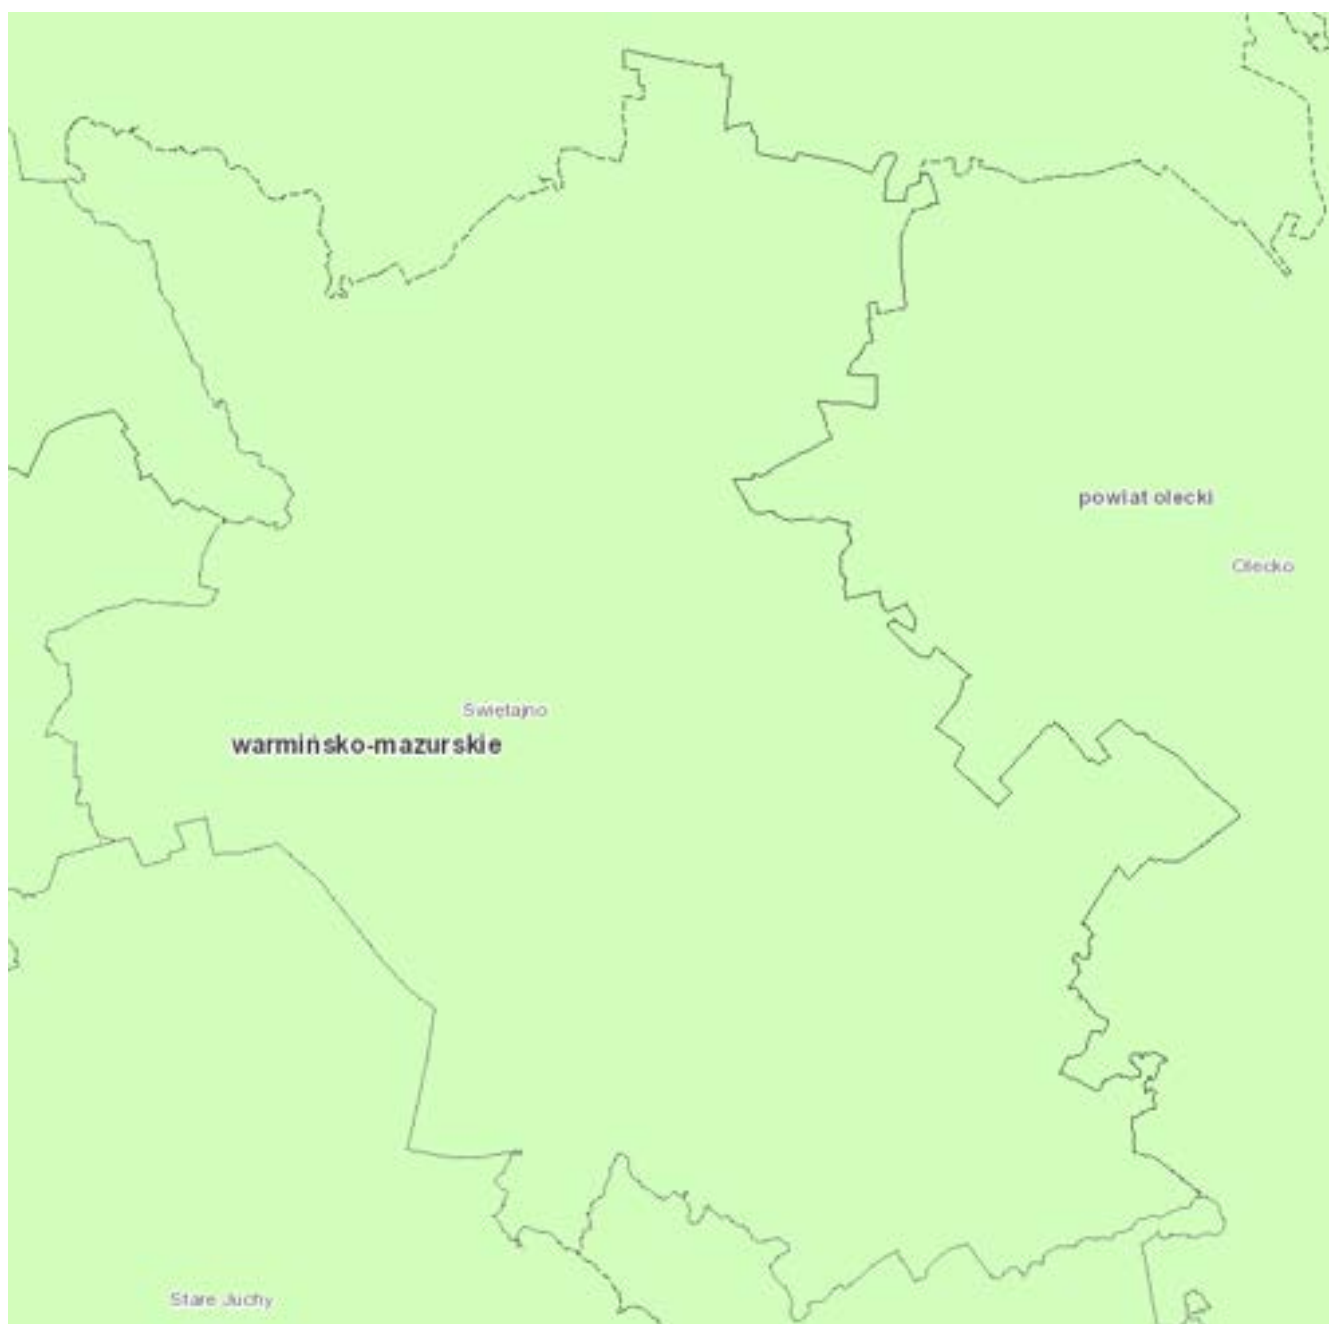 powiat olecki
Olecko
Świętajno
warmińsko-mazurskie
Stare Juchy